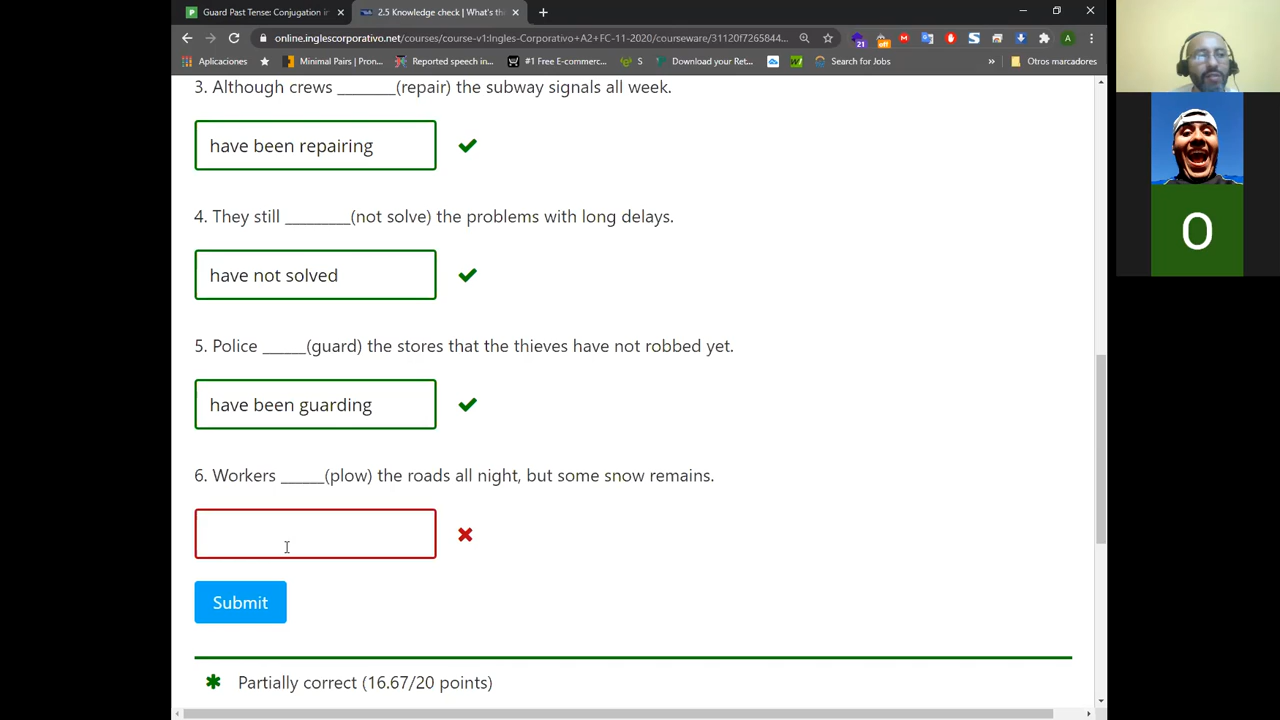 Guard Past Tense: Conjugation in
2.5 Knowledge check | What's th
online.inglescorporativo.net/courses/course-v1:Ingles-Corporativo+A2+FC-11-2020/courseware/31120f7265844...
21
off
A
Aplicaciones
Minimal Pairs | Pron...
Reported speech in...
#1 Free E-commerc...
S
Download your Ret...
Search for Jobs
»
Otros marcadores
3. Although crews _______(repair) the subway signals all week.
have been repairing
4. They still ________(not solve) the problems with long delays.
have not solved
5. Police _____(guard) the stores that the thieves have not robbed yet.
have been guarding
6. Workers _____(plow) the roads all night, but some snow remains.
Submit
Partially correct (16.67/20 points)
O